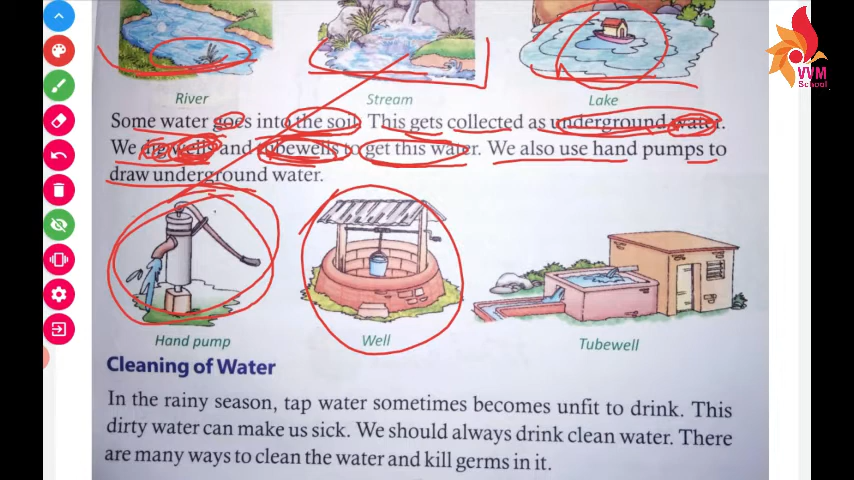 VVM
School
River
Stream
Lake
Some water goes into the soil. This gets collected as underground water.
We dig wells and tubewells to get this water. We also use hand pumps to
draw underground water.
Hand pump
Well
Tubewell
Cleaning of Water
In the rainy season, tap water sometimes becomes unfit to drink. This
dirty water can make us sick. We should always drink clean water. There
are many ways to clean the water and kill germs in it.